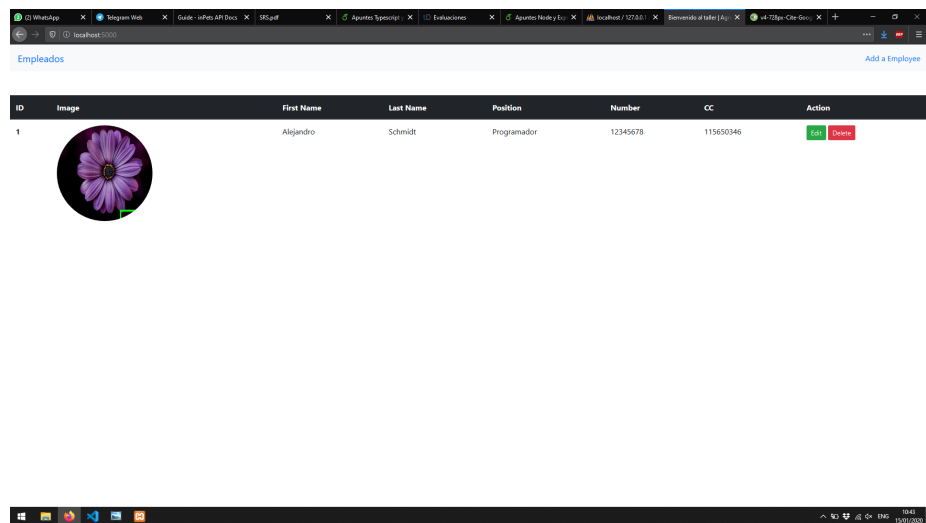 (2) WhatsApp
Telegram Web
Guide - inPets API Docs
SRS.pdf
Apuntes Typescript y
Evaluaciones
Apuntes Node y Exp
localhost / 127.0.0.1
Bienvenido al taller | Agr
v4-728px-Cite-Goog
localhost:5000
Empleados
Add a Employee
ID Image First Name Last Name Position Number CC Action
1 Alejandro Schmidt Programador 12345678 115650346 Edit Delete
ENG
10:43
15/01/2020